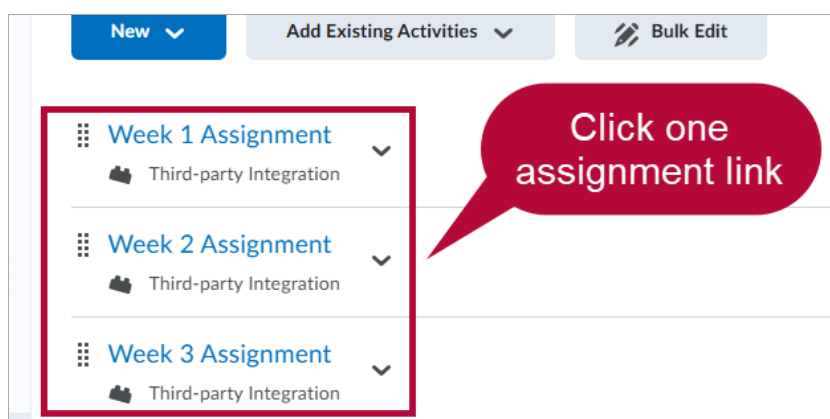 New
Add Existing Activities
Bulk Edit
Week 1 Assignment
Third-party Integration
Click one
assignment link
Week 2 Assignment
Third-party Integration
Week 3 Assignment
Third-party Integration